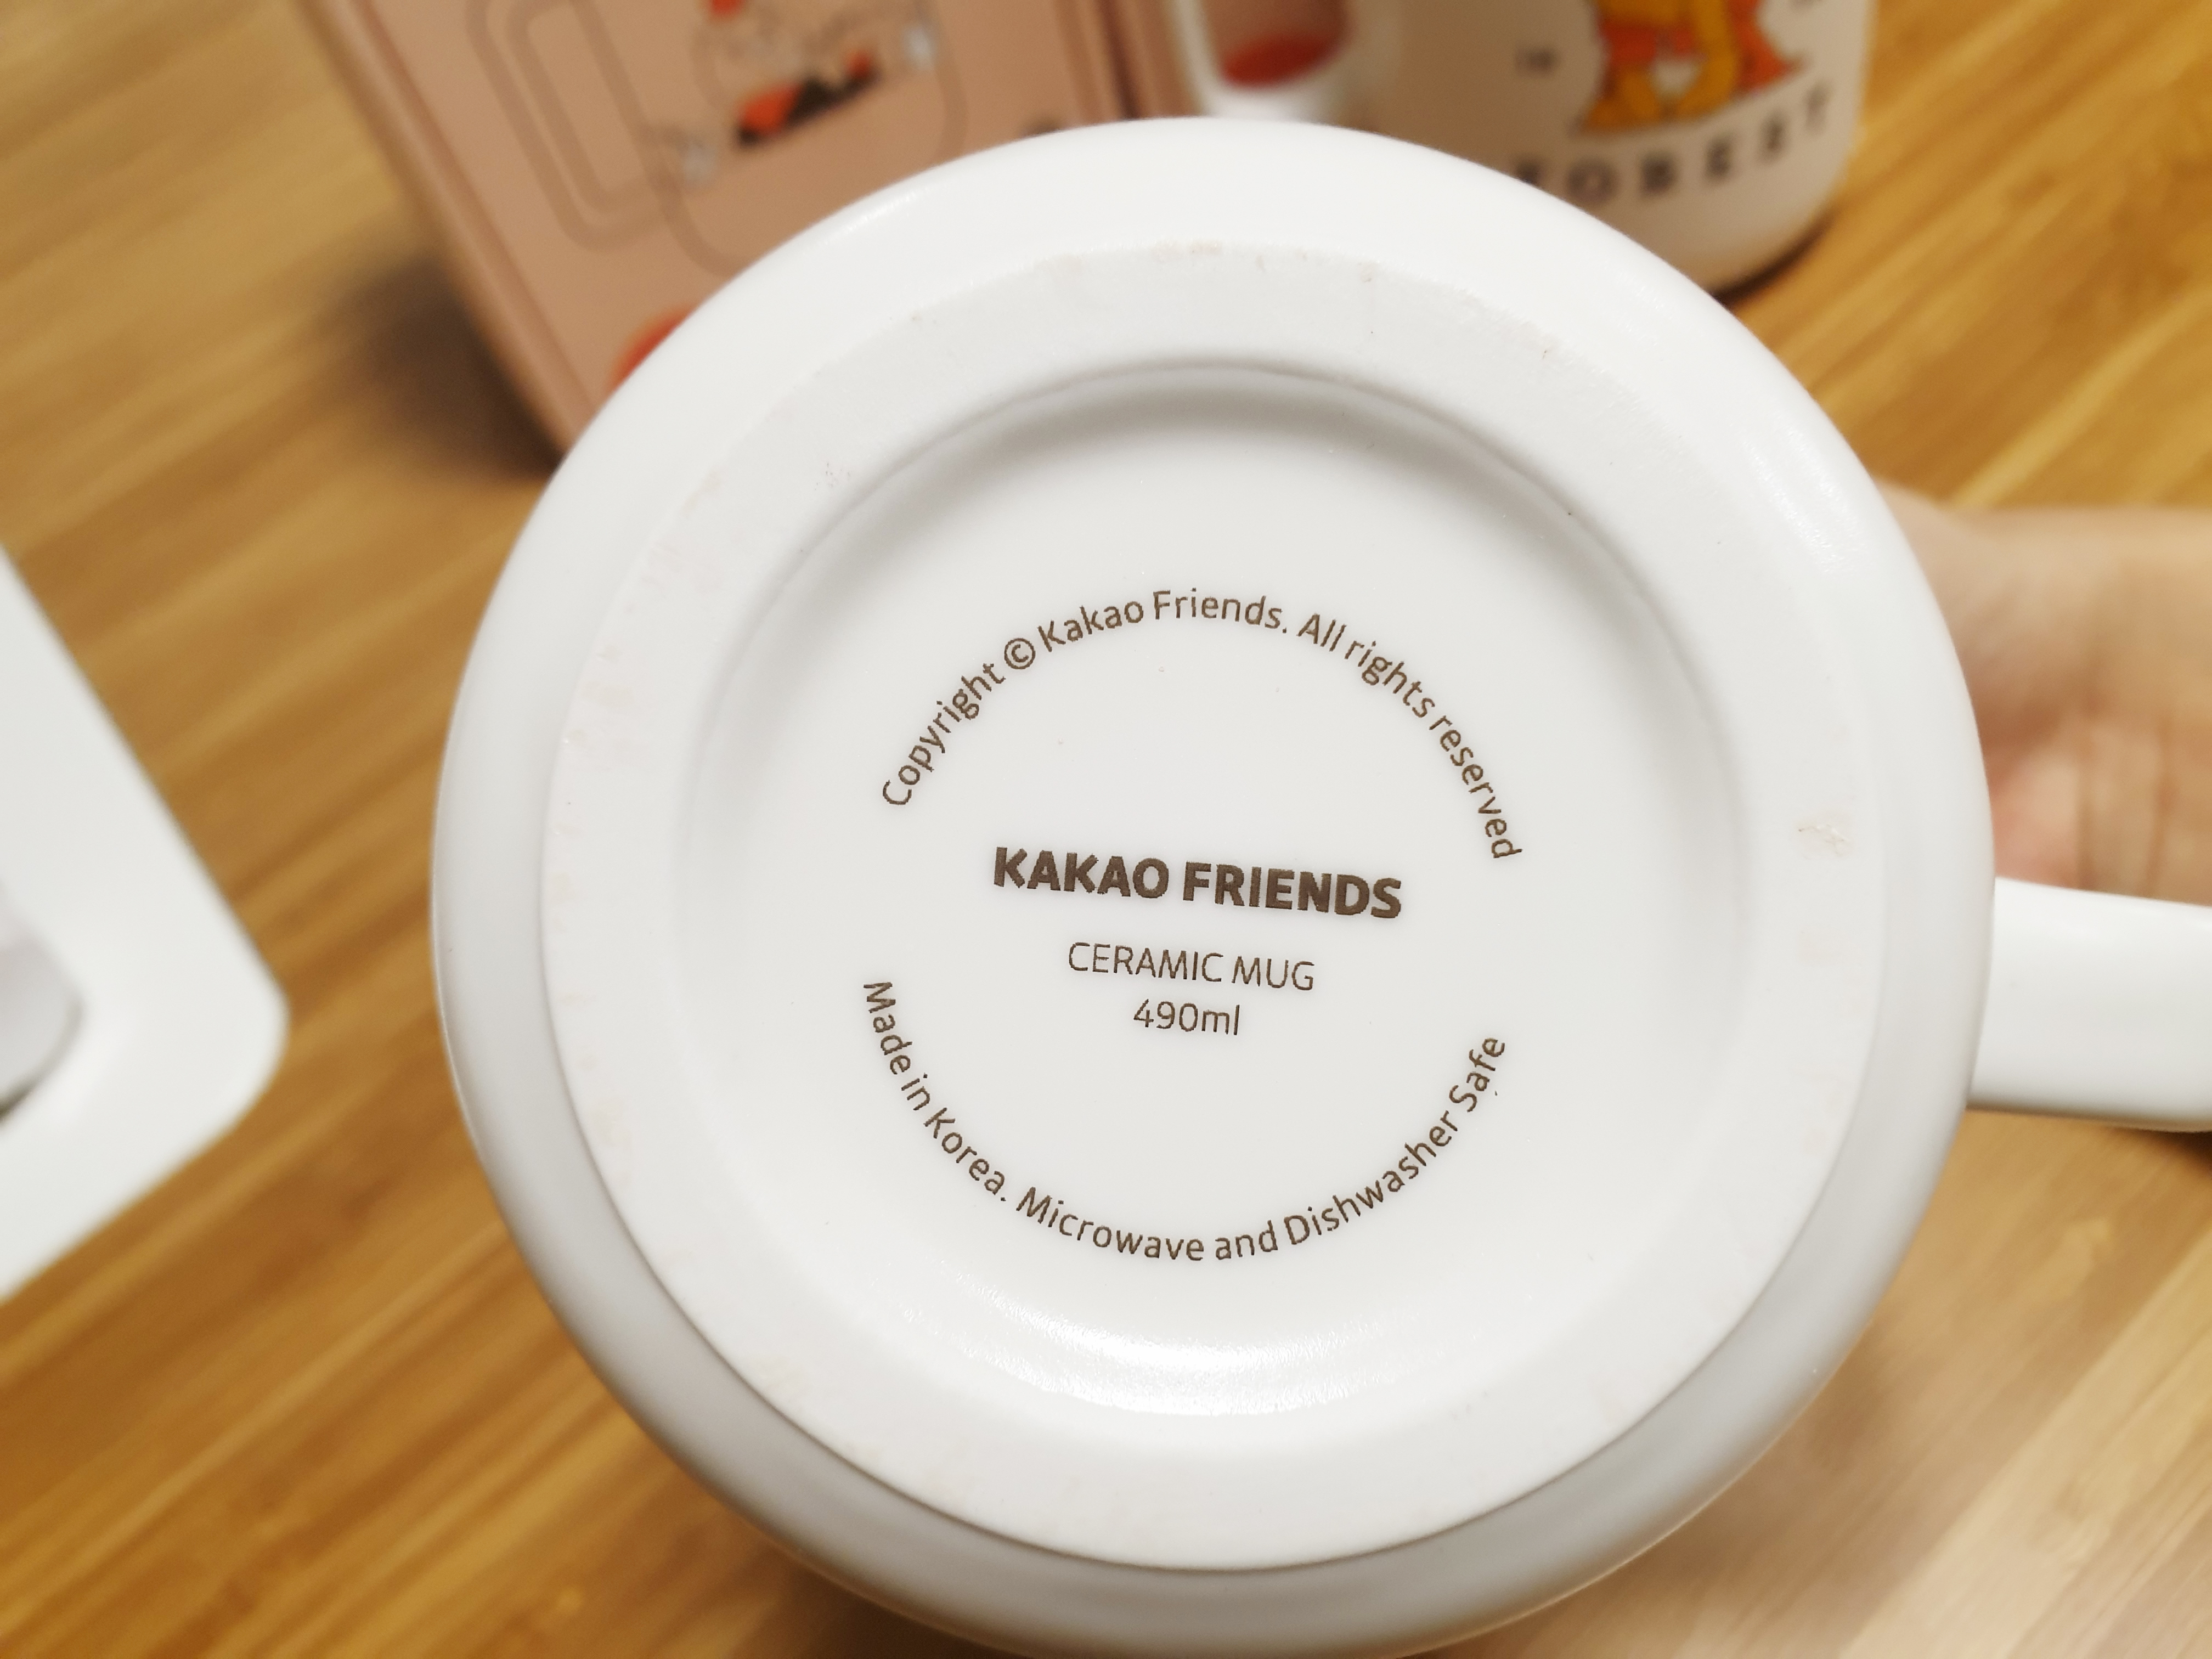 Copyright © Kakao Friends. All rights reserved
KAKAO FRIENDS
CERAMIC MUG
490ml
Made in Korea. Microwave and Dishwasher Safe